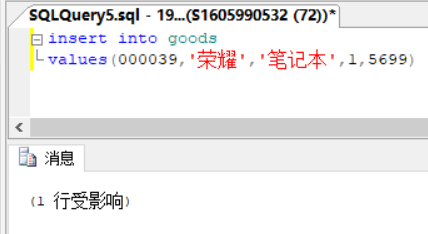 SQLQuery5.sql - 19...(S1605990532 (72))*
insert into goods
values(000039,'荣耀','笔记本',1,5699)
消息
(1 行受影响)